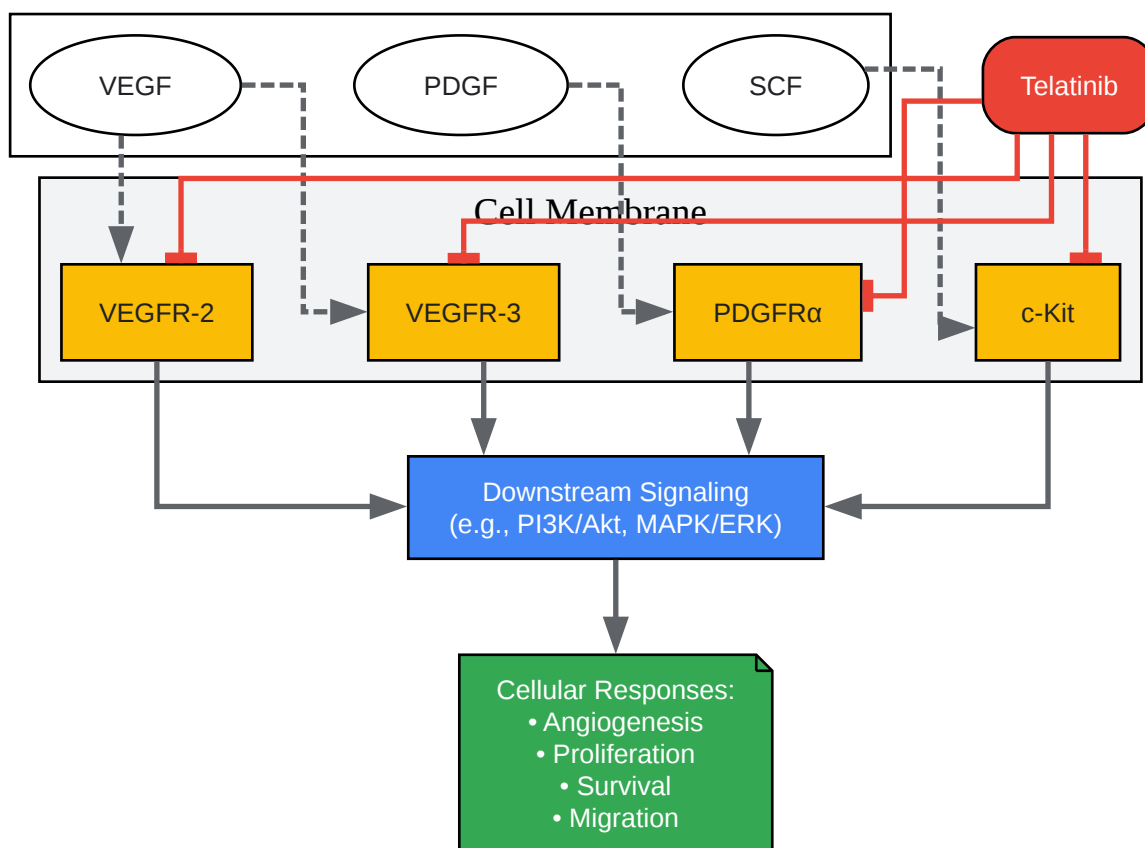 VEGF
PDGF
SCF
Telatinib
Cell Membrane
VEGFR-2
VEGFR-3
PDGFRα
c-Kit
Downstream Signaling
(e.g., PI3K/Akt, MAPK/ERK)
Cellular Responses:
• Angiogenesis
• Proliferation
• Survival
• Migration